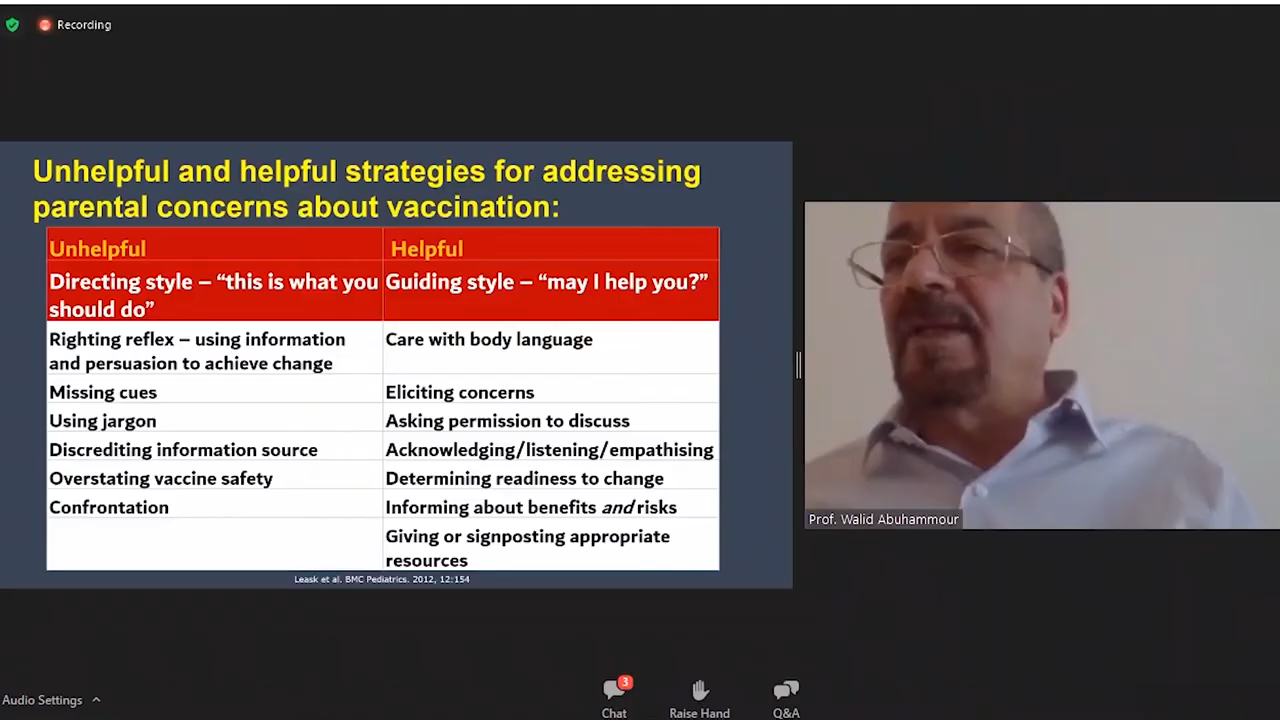 Recording
Unhelpful and helpful strategies for addressing
parental concerns about vaccination:
Unhelpful
Helpful
Directing style – “this is what you
should do”
Guiding style – “may I help you?”
Righting reflex – using information
and persuasion to achieve change
Care with body language
Missing cues
Eliciting concerns
Using jargon
Asking permission to discuss
Discrediting information source
Acknowledging/listening/empathising
Overstating vaccine safety
Determining readiness to change
Confrontation
Informing about benefits and risks
Giving or signposting appropriate
resources
Leask et al. BMC Pediatrics. 2012, 12:154
Prof. Walid Abuhammour
Audio Settings
3
Chat
Raise Hand
Q&A